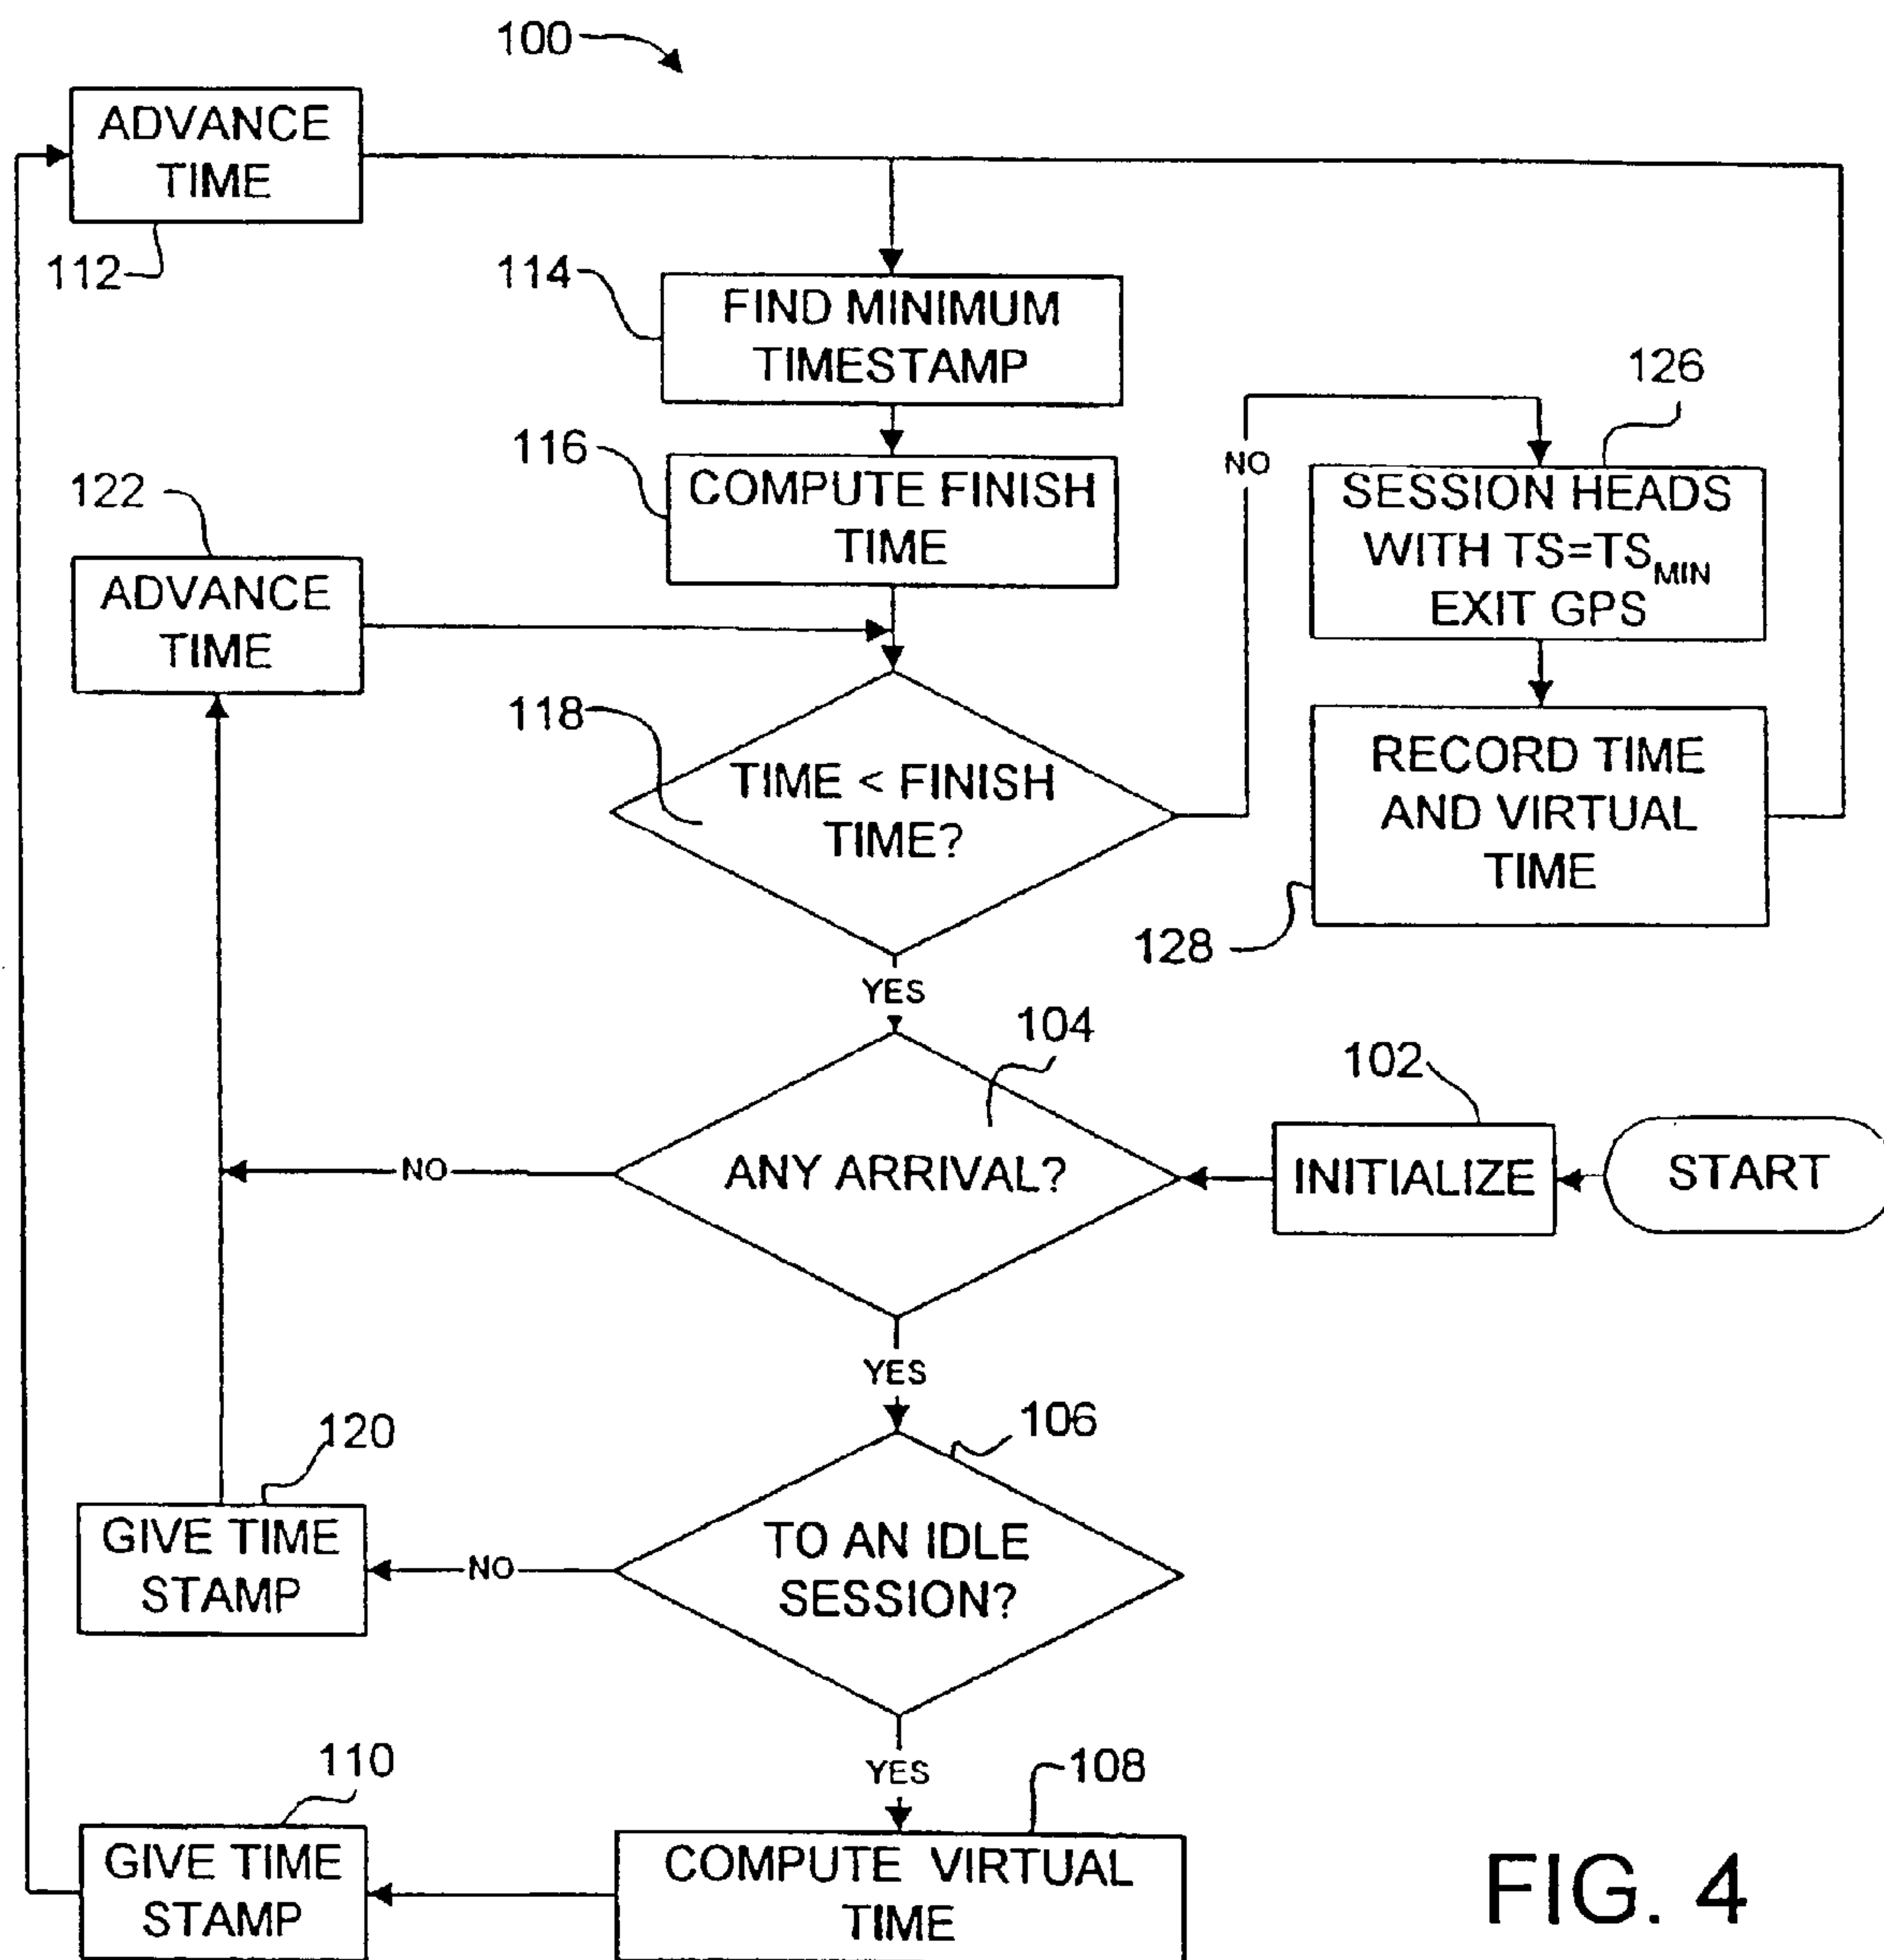 100
ADVANCE
TIME
112
114
FIND MINIMUM
TIMESTAMP
126
116
COMPUTE FINISH
TIME
NO
SESSION HEADS
WITH TS=TS_MIN
EXIT GPS
122
ADVANCE
TIME
118
TIME < FINISH
TIME?
RECORD TIME
AND VIRTUAL
TIME
128
YES
104
102
NO
ANY ARRIVAL?
INITIALIZE
START
YES
106
120
GIVE TIME
STAMP
NO
TO AN IDLE
SESSION?
YES
110
108
GIVE TIME
STAMP
COMPUTE VIRTUAL
TIME
FIG. 4